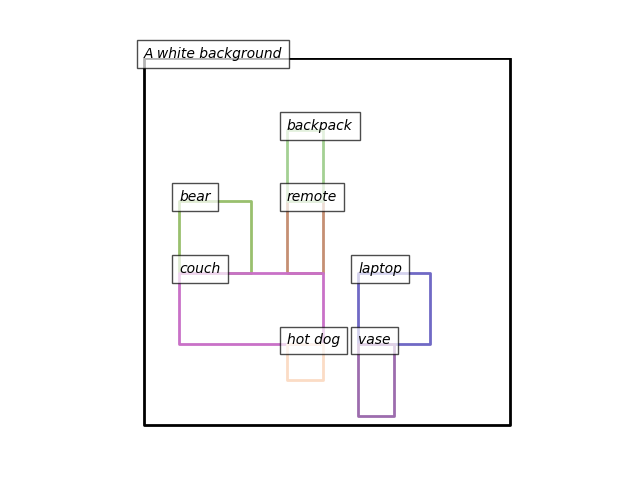 A white background
backpack
bear
remote
couch
laptop
hot dog
vase